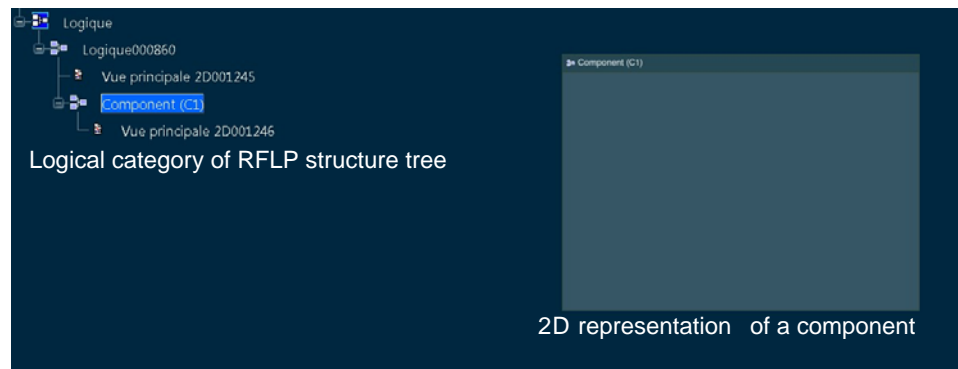 Logique
Logique000860
Vue principale 2D001245
Component (C1)
Vue principale 2D001246
Logical category of RFLP structure tree
Component (C1)
2D representation of a component